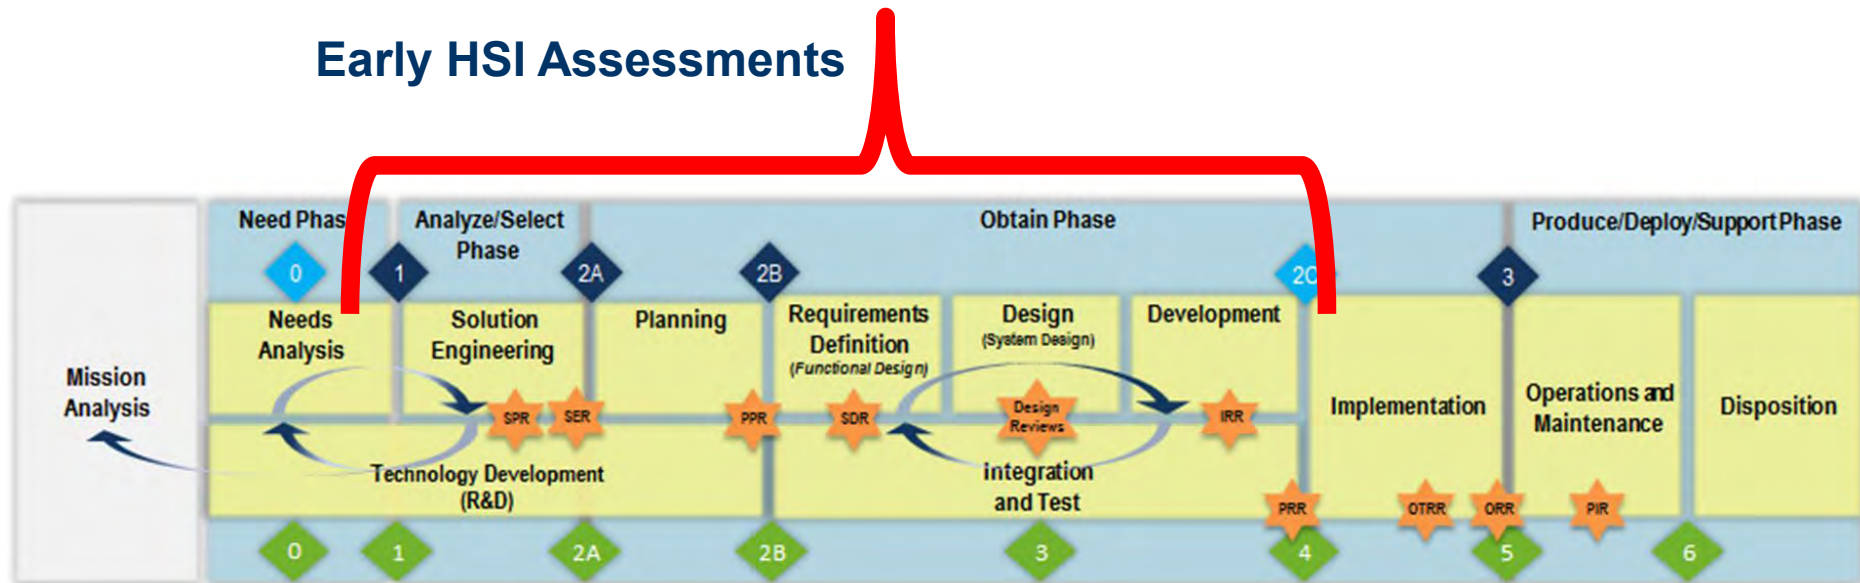 Early HSI Assessments
Need Phas
Analyze/Select
Phase
Obtain Phase
Produce/Deploy/Support Phase
0
1
2A
2B
2C
3
Mission
Analysis
Needs
Analysis
Solution
Engineering
Planning
Requirements
Definition
(Functional Design)
Design
(System Design)
Development
Implementation
Operations and
Maintenance
Disposition
SPR
SER
PPR
SDR
Design
Reviews
IRR
Technology Development
(R&D)
Integration
and Test
PRR
OTRR
ORR
PIR
0
1
2A
2B
3
4
5
6